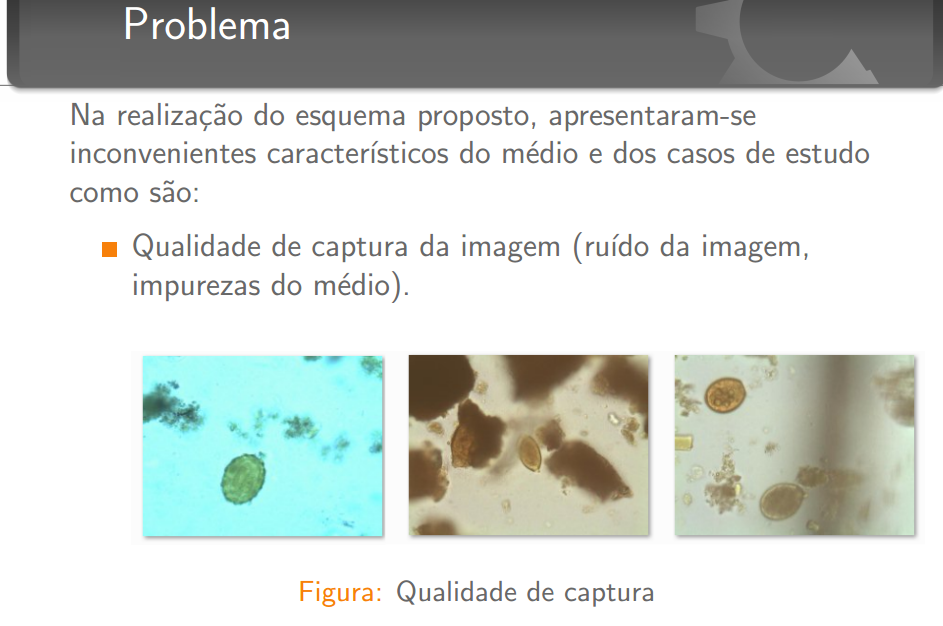 Problema
Na realização do esquema proposto, apresentaram-se
inconvenientes característicos do médio e dos casos de estudo
como são:
Qualidade de captura da imagem (ruído da imagem,
impurezas do médio).
Figura: Qualidade de captura